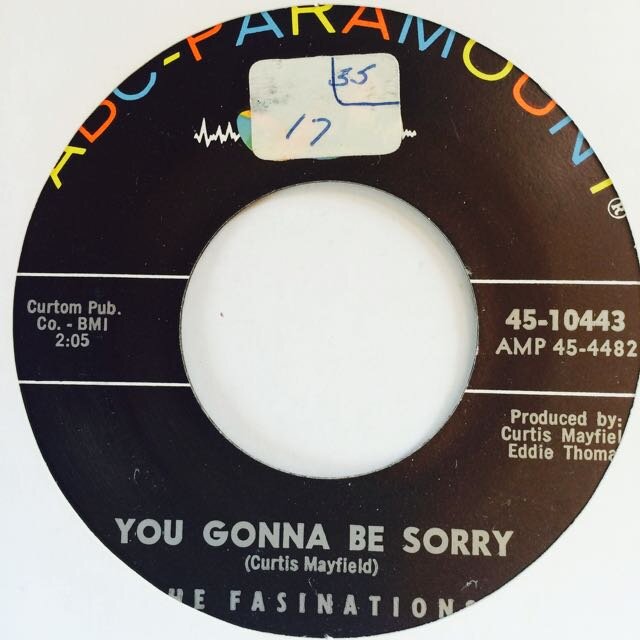 ABC-PARAMOUNT
®
35
17
Curtom Pub.
Co. - BMI
2:05
45-10443
AMP 45-4482
Produced by:
Curtis Mayfiel
Eddie Thoma
YOU GONNA BE SORRY
(Curtis Mayfield)
HE FASINATIONS